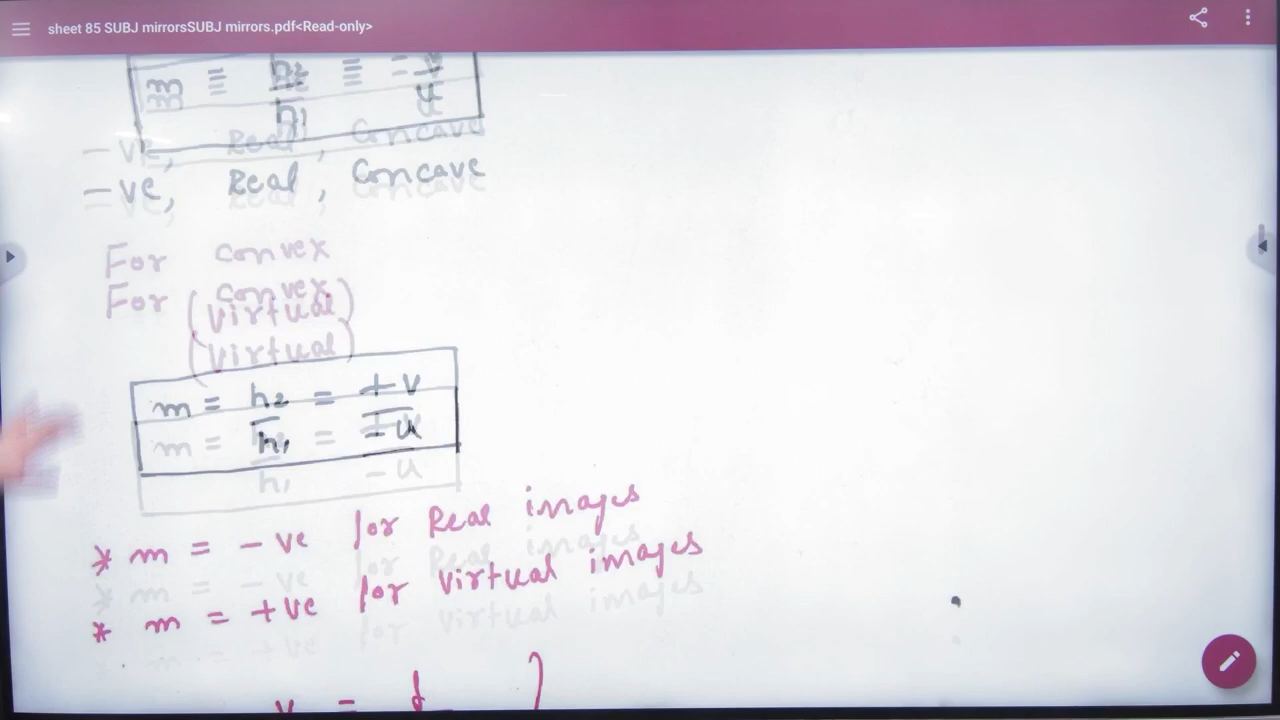 sheet 85 SUBJ mirrorsSUBJ mirrors.pdf<Read-only>
m ≡ h₂/h₁ ≡ -v/u
-ve, Real, Concave
For convex
(virtual)
m = h₂/h₁ = +v/-u
* m = -ve for Real images
* m = +ve for virtual images